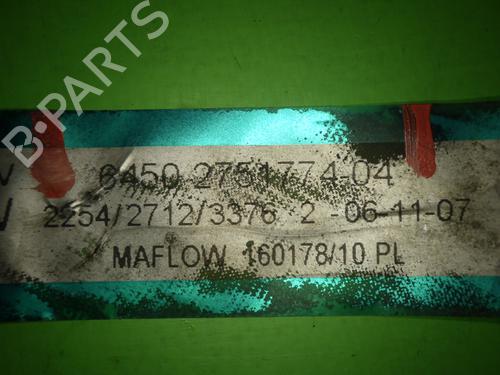 B-PARTS
V 6450 2751774-04
V 2254/2712/3376 2 - 06-11-07
MAFLOW 160178/10 PL